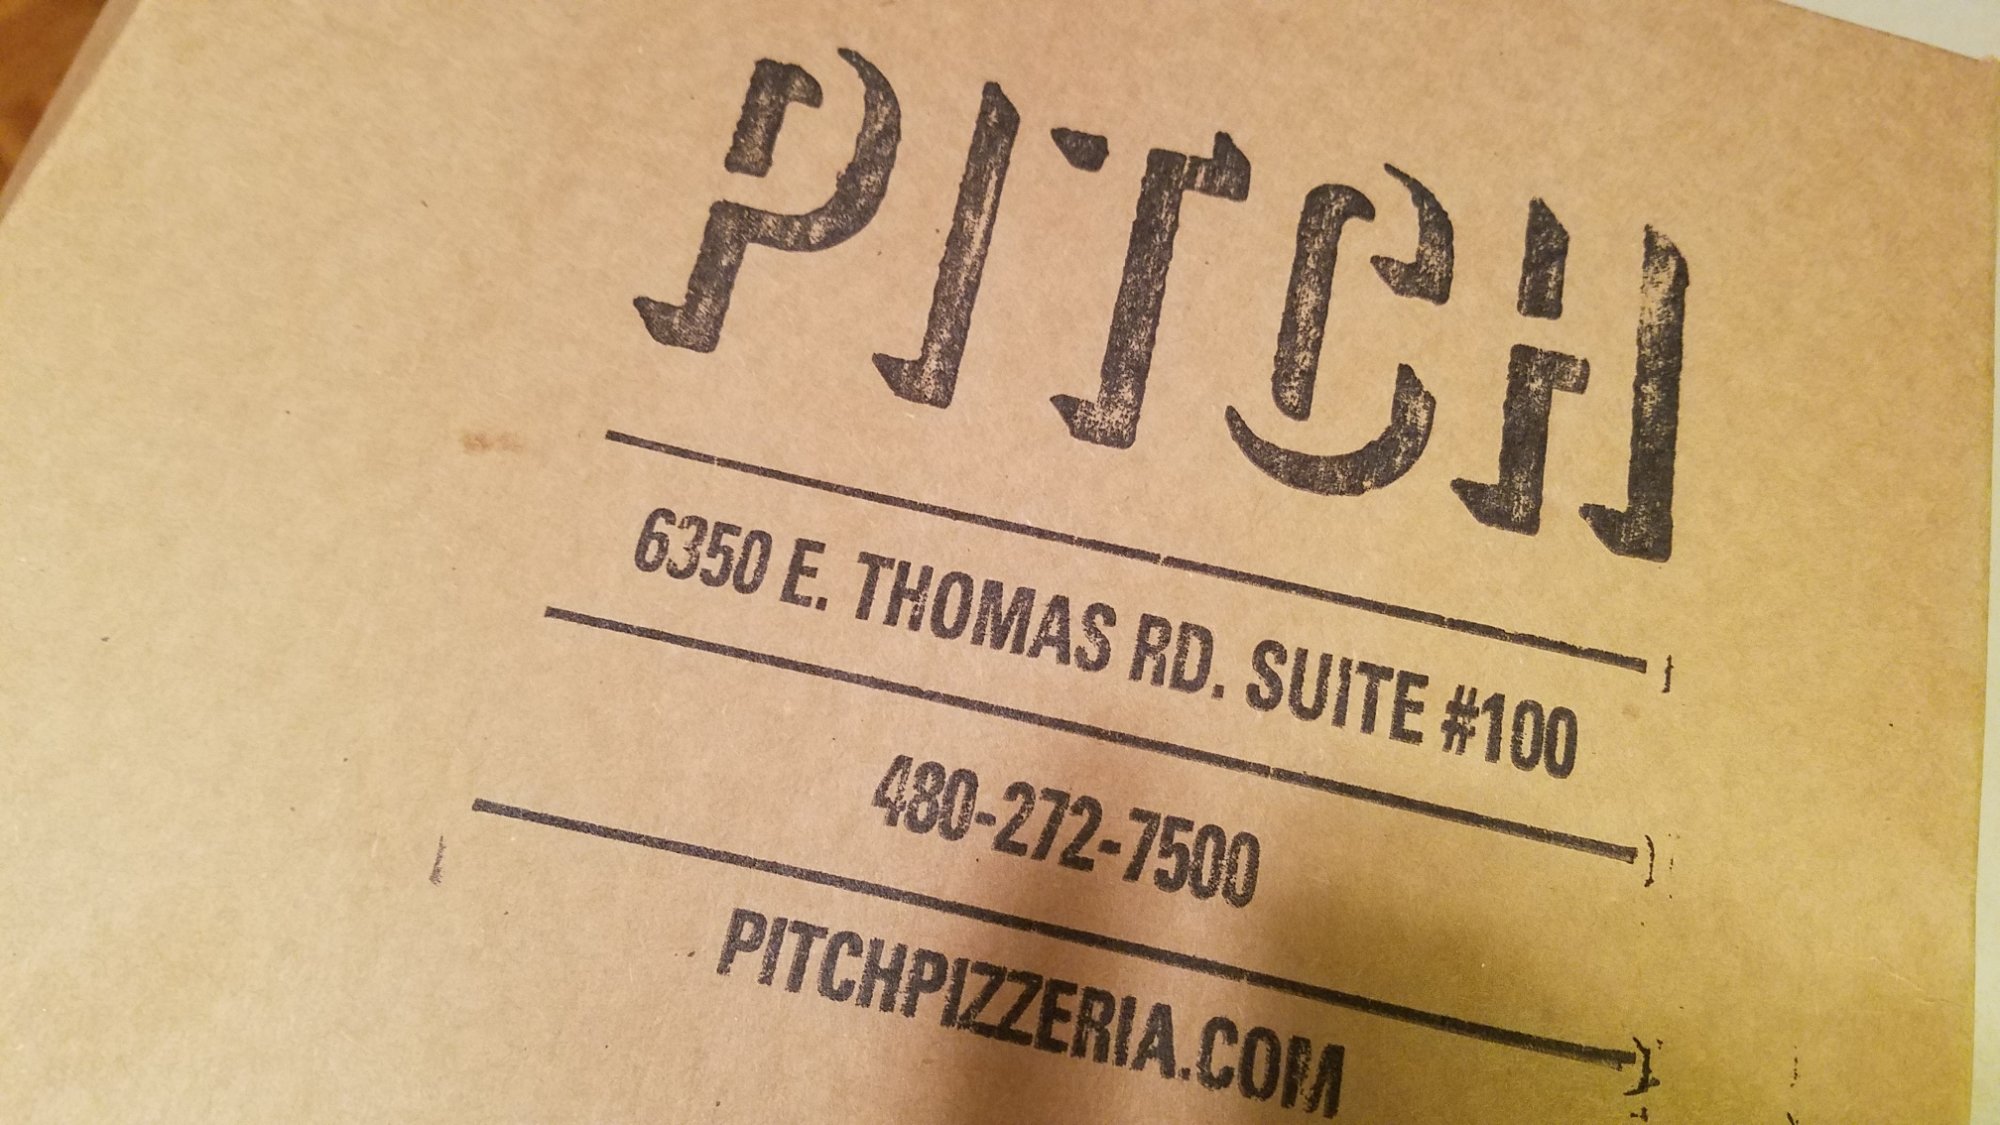 PITCH
6350 E. THOMAS RD. SUITE #100
480-272-7500
PITCHPIZZERIA.COM